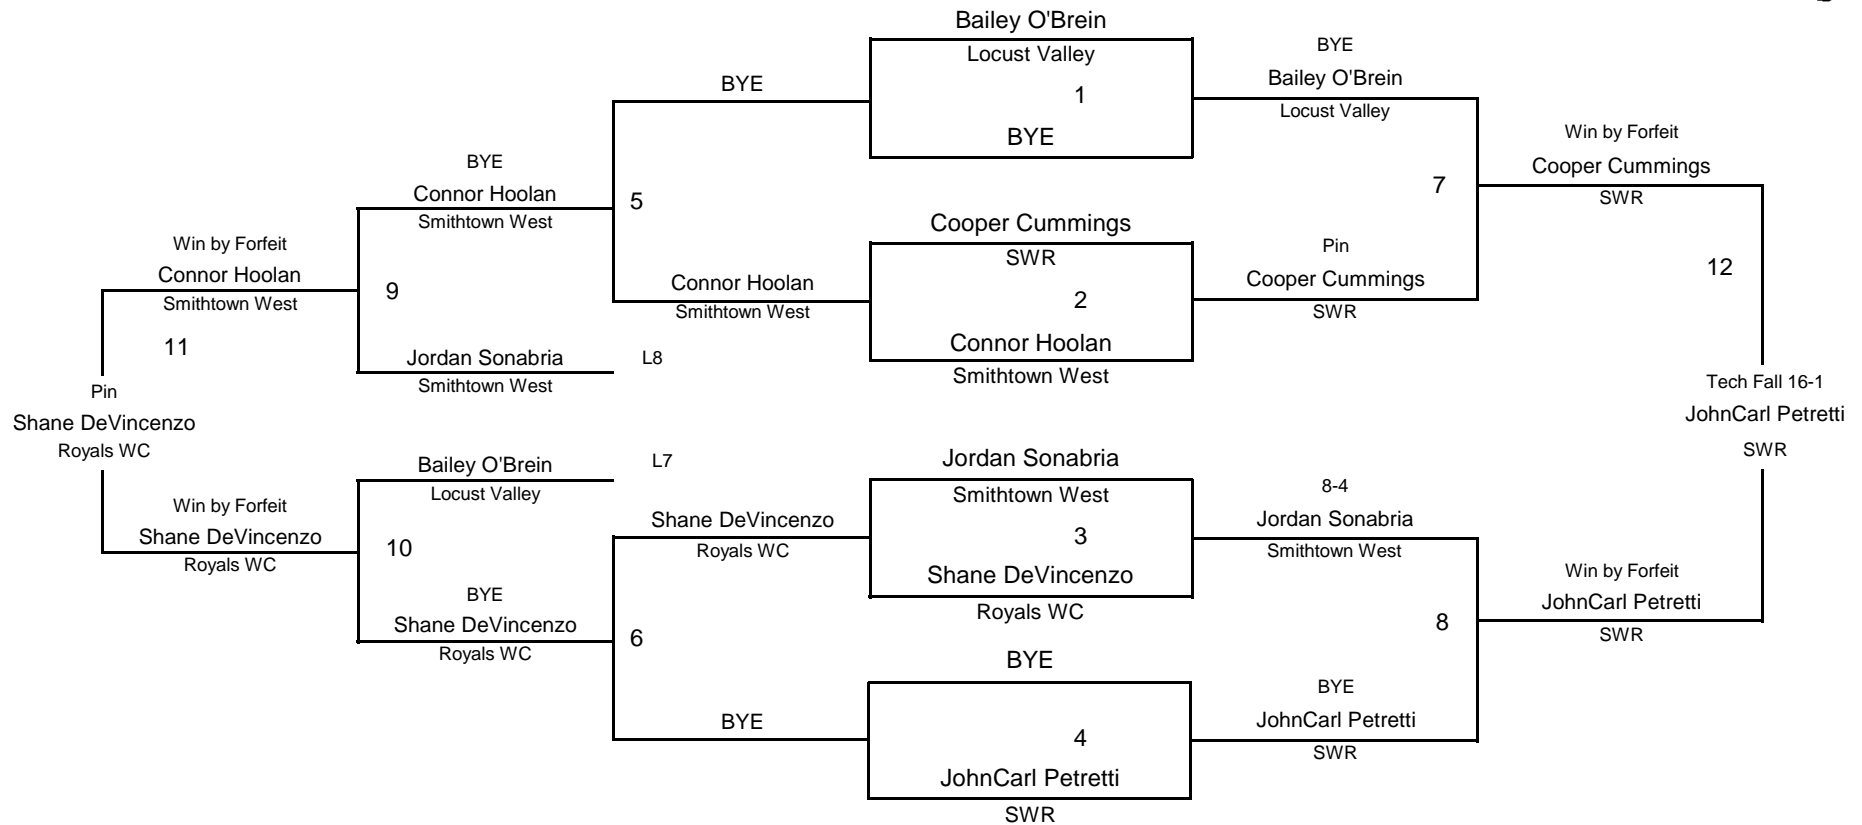 Bailey O'Brein
Locust Valley
1
BYE
BYE
Bailey O'Brein
Locust Valley
BYE
Win by Forfeit
Cooper Cummings
SWR
7
BYE
Connor Hoolan
Smithtown West
5
Cooper Cummings
SWR
2
Connor Hoolan
Smithtown West
Pin
Cooper Cummings
SWR
12
Win by Forfeit
Connor Hoolan
Smithtown West
9
Connor Hoolan
Smithtown West
11
Jordan Sonabria
Smithtown West
L8
Pin
Shane DeVincenzo
Royals WC
Tech Fall 16-1
JohnCarl Petretti
SWR
Bailey O'Brein
Locust Valley
L7
Jordan Sonabria
Smithtown West
3
Shane DeVincenzo
Royals WC
8-4
Jordan Sonabria
Smithtown West
Win by Forfeit
Shane DeVincenzo
Royals WC
10
Shane DeVincenzo
Royals WC
BYE
Shane DeVincenzo
Royals WC
6
Win by Forfeit
JohnCarl Petretti
SWR
8
BYE
4
JohnCarl Petretti
SWR
BYE
BYE
JohnCarl Petretti
SWR